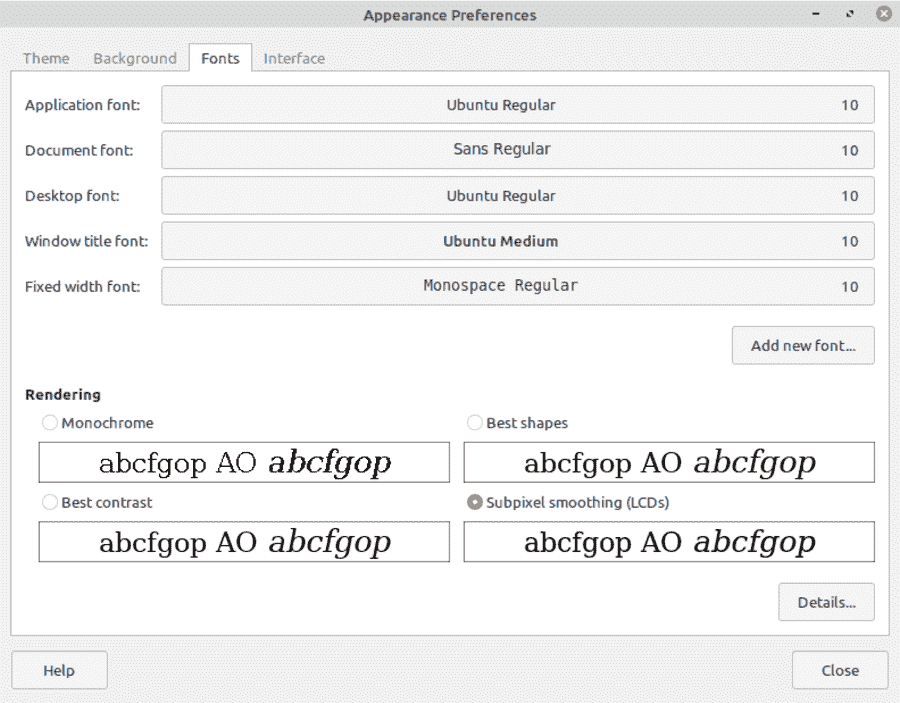 Appearance Preferences
Theme Background Fonts Interface
Application font: Ubuntu Regular 10
Document font: Sans Regular 10
Desktop font: Ubuntu Regular 10
Window title font: Ubuntu Medium 10
Fixed width font: Monospace Regular 10
Add new font...
Rendering
Monochrome Best shapes
abcfgop AO abcfgop abcfgop AO abcfgop
Best contrast Subpixel smoothing (LCDs)
abcfgop AO abcfgop abcfgop AO abcfgop
Details...
Help Close